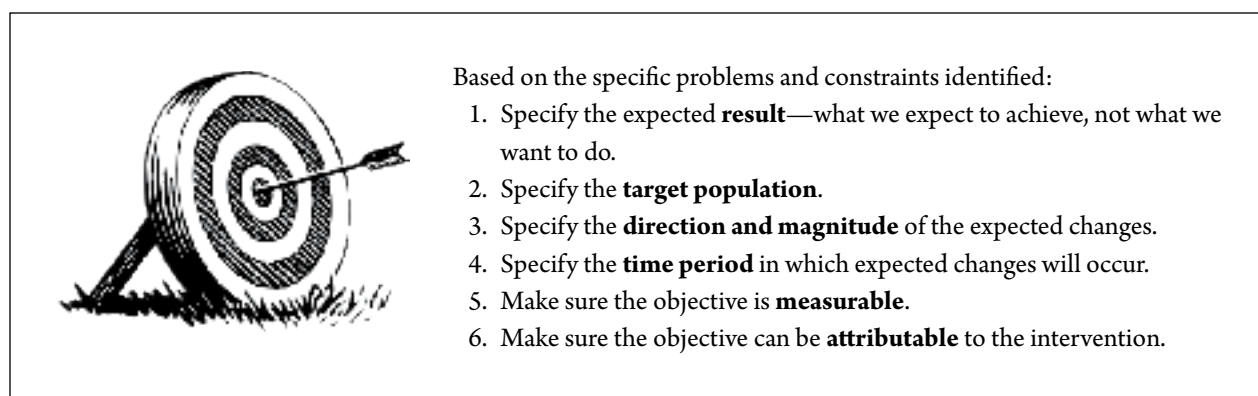 Based on the specific problems and constraints identified:
1. Specify the expected result—what we expect to achieve, not what we
want to do.
2. Specify the target population.
3. Specify the direction and magnitude of the expected changes.
4. Specify the time period in which expected changes will occur.
5. Make sure the objective is measurable.
6. Make sure the objective can be attributable to the intervention.